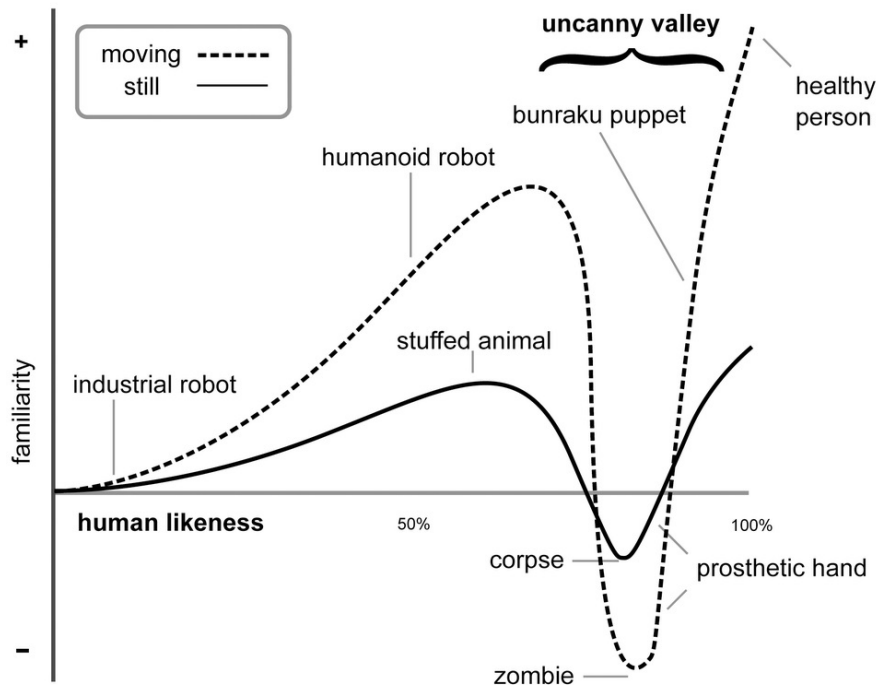 +
moving
still
uncanny valley
healthy
person
bunraku puppet
humanoid robot
stuffed animal
industrial robot
familiarity
human likeness
50%
100%
corpse
prosthetic hand
-
zombie